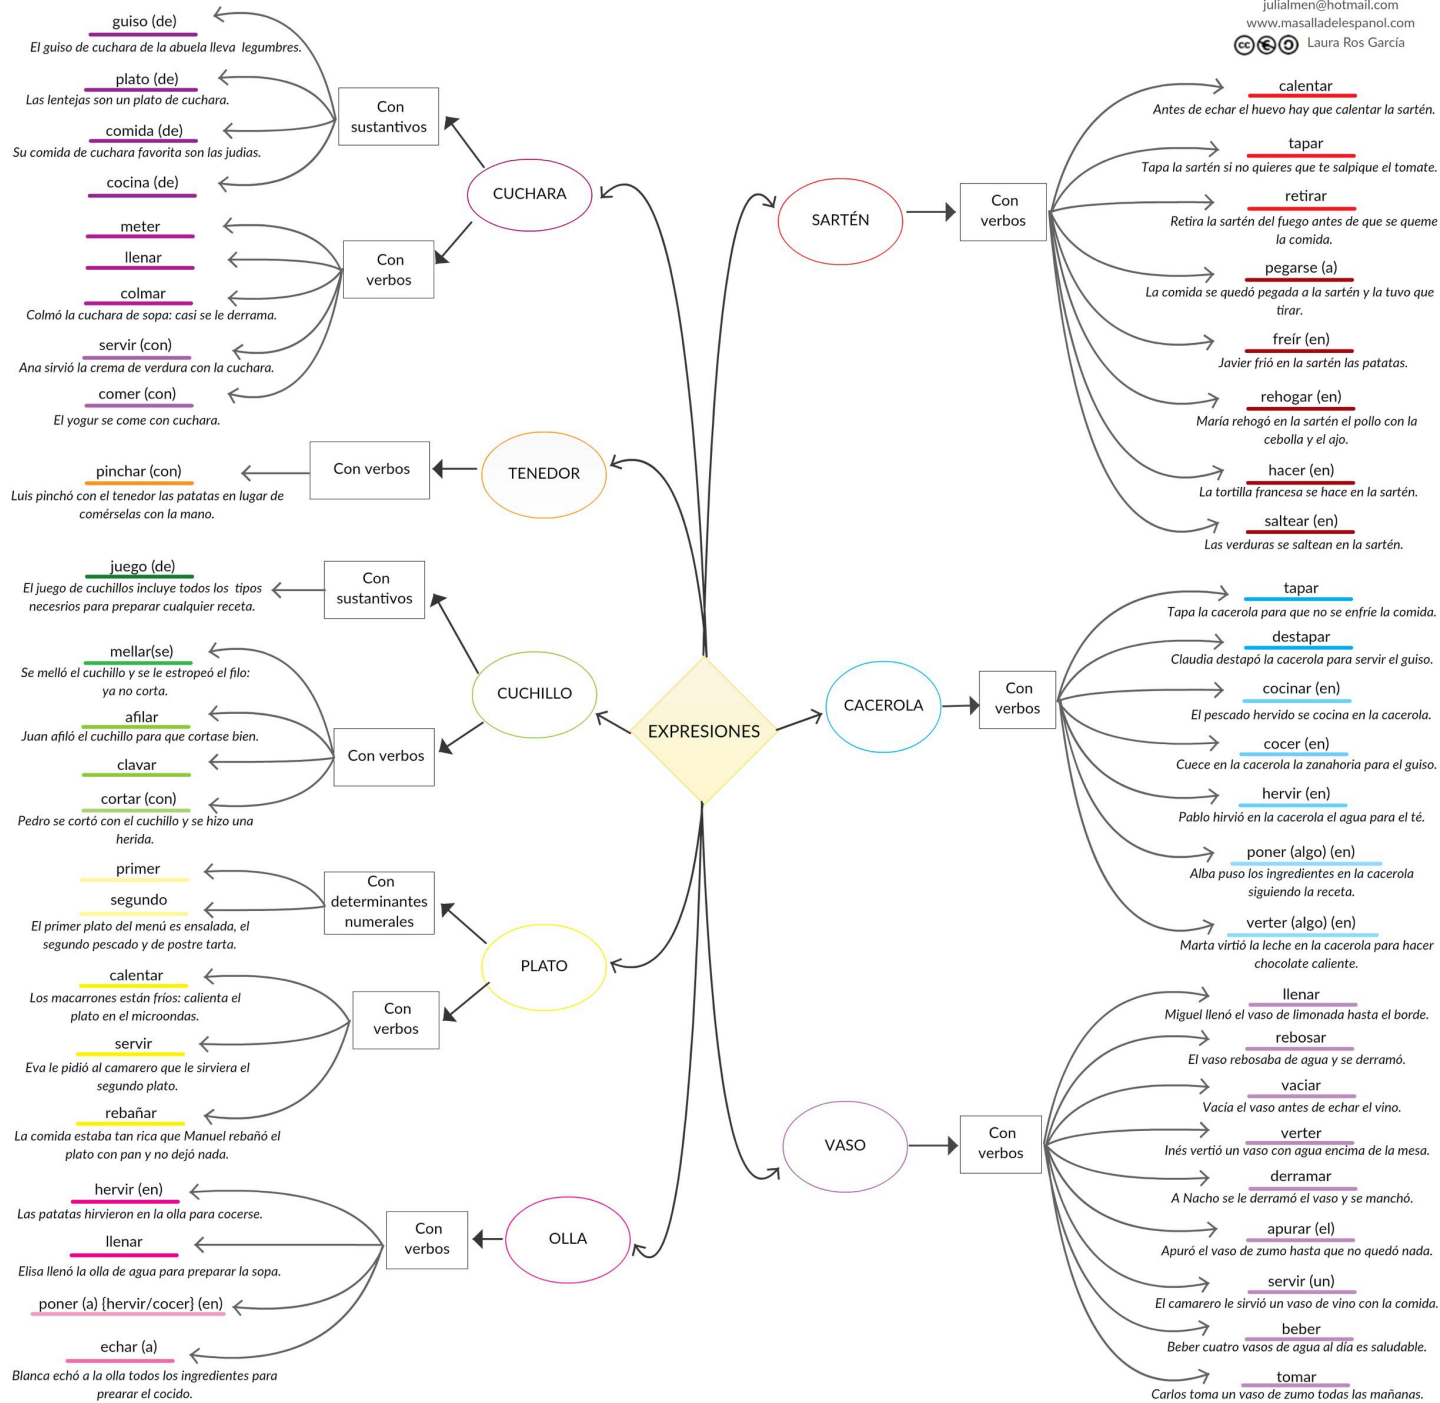 julialmen@hotmail.com
www.masalladelespanol.com
Laura Ros García
EXPRESIONES
CUCHARA
Con
sustantivos
guiso (de)
El guiso de cuchara de la abuela lleva legumbres.
plato (de)
Las lentejas son un plato de cuchara.
comida (de)
Su comida de cuchara favorita son las judias.
cocina (de)
Con
verbos
meter
llenar
colmar
Colmó la cuchara de sopa: casi se le derrama.
servir (con)
Ana sirvió la crema de verdura con la cuchara.
comer (con)
El yogur se come con cuchara.
TENEDOR
Con verbos
pinchar (con)
Luis pinchó con el tenedor las patatas en lugar de
comérselas con la mano.
CUCHILLO
Con
sustantivos
juego (de)
El juego de cuchillos incluye todos los tipos
necesrios para preparar cualquier receta.
Con verbos
mellar(se)
Se melló el cuchillo y se le estropeó el filo:
ya no corta.
afilar
Juan afiló el cuchillo para que cortase bien.
clavar
cortar (con)
Pedro se cortó con el cuchillo y se hizo una
herida.
PLATO
Con
determinantes
numerales
primer
segundo
El primer plato del menú es ensalada, el
segundo pescado y de postre tarta.
Con
verbos
calentar
Los macarrones están fríos: calienta el
plato en el microondas.
servir
Eva le pidió al camarero que le sirviera el
segundo plato.
rebañar
La comida estaba tan rica que Manuel rebañó el
plato con pan y no dejó nada.
OLLA
Con
verbos
hervir (en)
Las patatas hirvieron en la olla para cocerse.
llenar
Elisa llenó la olla de agua para preparar la sopa.
poner (a) {hervir/cocer} (en)
echar (a)
Blanca echó a la olla todos los ingredientes para
prearar el cocido.
SARTÉN
Con
verbos
calentar
Antes de echar el huevo hay que calentar la sartén.
tapar
Tapa la sartén si no quieres que te salpique el tomate.
retirar
Retira la sartén del fuego antes de que se queme
la comida.
pegarse (a)
La comida se quedó pegada a la sartén y la tuvo que
tirar.
freír (en)
Javier frió en la sartén las patatas.
rehogar (en)
María rehogó en la sartén el pollo con la
cebolla y el ajo.
hacer (en)
La tortilla francesa se hace en la sartén.
saltear (en)
Las verduras se saltean en la sartén.
CACEROLA
Con
verbos
tapar
Tapa la cacerola para que no se enfríe la comida.
destapar
Claudia destapó la cacerola para servir el guiso.
cocinar (en)
El pescado hervido se cocina en la cacerola.
cocer (en)
Cuece en la cacerola la zanahoria para el guiso.
hervir (en)
Pablo hirvió en la cacerola el agua para el té.
poner (algo) (en)
Alba puso los ingredientes en la cacerola
siguiendo la receta.
verter (algo) (en)
Marta virtió la leche en la cacerola para hacer
chocolate caliente.
VASO
Con
verbos
llenar
Miguel llenó el vaso de limonada hasta el borde.
rebosar
El vaso rebosaba de agua y se derramó.
vaciar
Vacía el vaso antes de echar el vino.
verter
Inés vertió un vaso con agua encima de la mesa.
derramar
A Nacho se le derramó el vaso y se manchó.
apurar (el)
Apuró el vaso de zumo hasta que no quedó nada.
servir (un)
El camarero le sirvió un vaso de vino con la comida.
beber
Beber cuatro vasos de agua al día es saludable.
tomar
Carlos toma un vaso de zumo todas las mañanas.